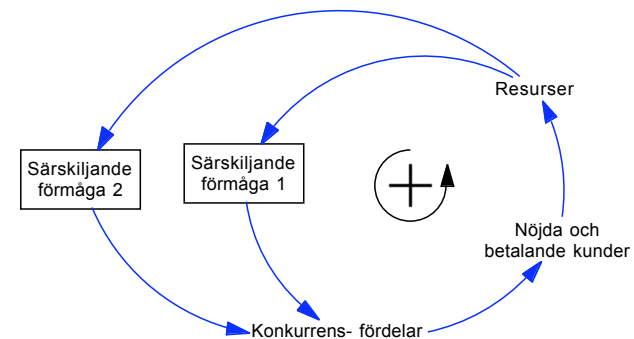 Resurser
Särskiljande
förmåga 2
Särskiljande
förmåga 1
Nöjda och
betalande kunder
Konkurrens- fördelar